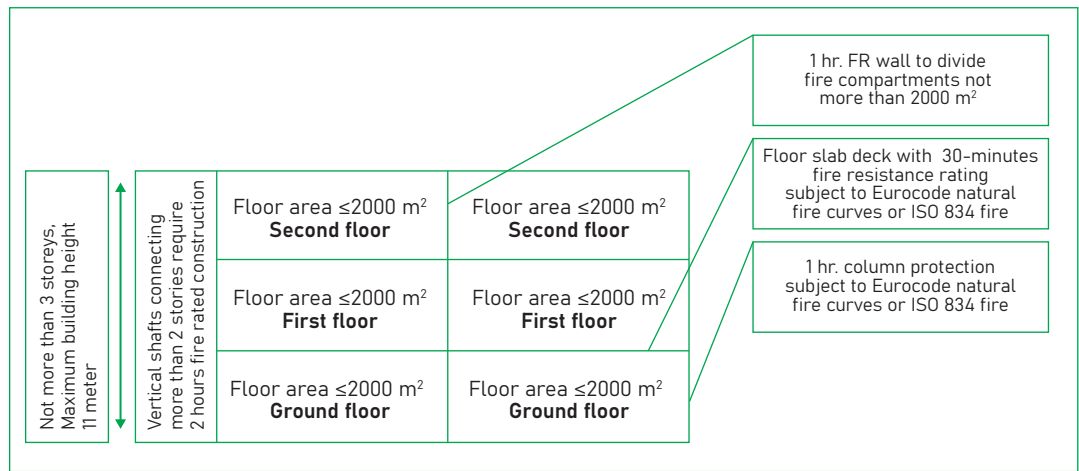 Not more than 3 storeys,
Maximum building height
11 meter
Vertical shafts connecting
more than 2 stories require
2 hours fire rated construction
Floor area ≤2000 m²
Second floor
Floor area ≤2000 m²
Second floor
Floor area ≤2000 m²
First floor
Floor area ≤2000 m²
First floor
Floor area ≤2000 m²
Ground floor
Floor area ≤2000 m²
Ground floor
1 hr. FR wall to divide
fire compartments not
more than 2000 m²
Floor slab deck with 30-minutes
fire resistance rating
subject to Eurocode natural
fire curves or ISO 834 fire
1 hr. column protection
subject to Eurocode natural
fire curves or ISO 834 fire